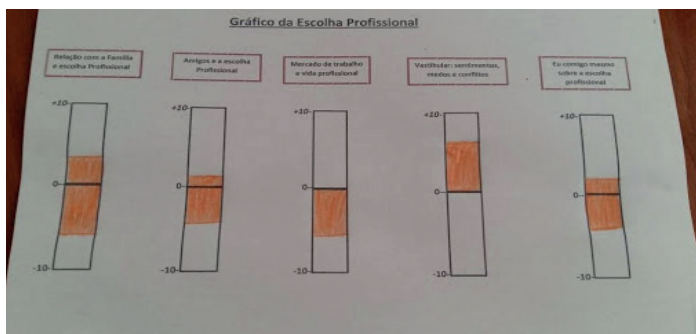 Gráfico da Escolha Profissional
Relação com a Família
e escolha Profissional
Amigos e a escolha
Profissional
Mercado de trabalho
e vida profissional
Vestibular: sentimentos,
medos e conflitos
Eu comigo mesmo
sobre a escolha
profissional
+10
+10
+10
+10
+10
0
0
0
0
0
-10
-10
-10
-10
-10